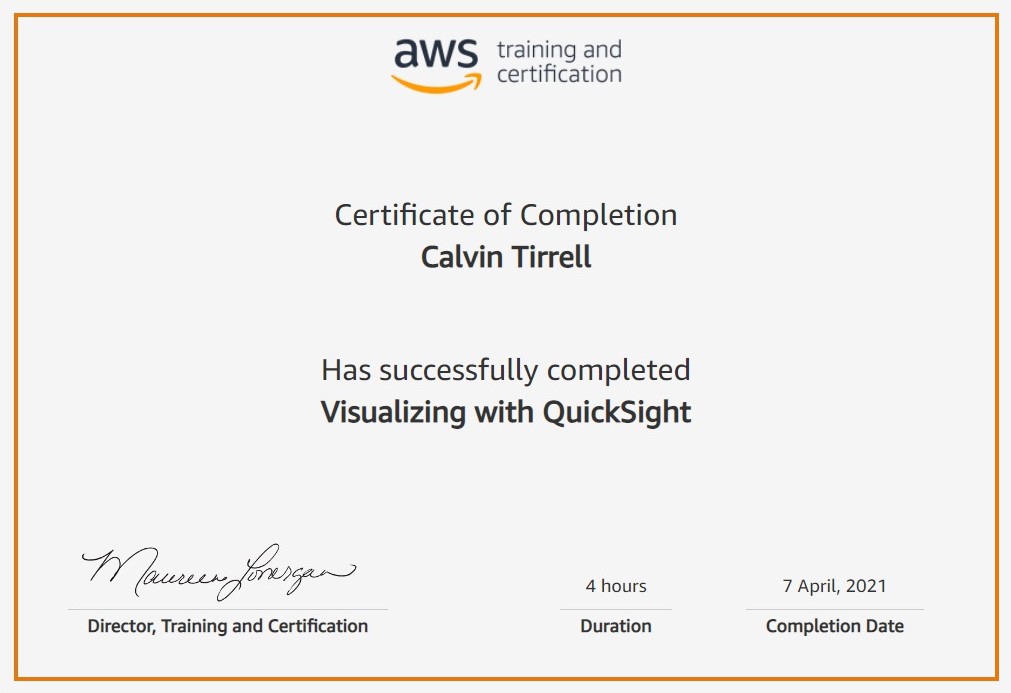 aws training and
certification
Certificate of Completion
Calvin Tirrell
Has successfully completed
Visualizing with QuickSight
Maureen Lonergan
4 hours
7 April, 2021
Director, Training and Certification
Duration
Completion Date